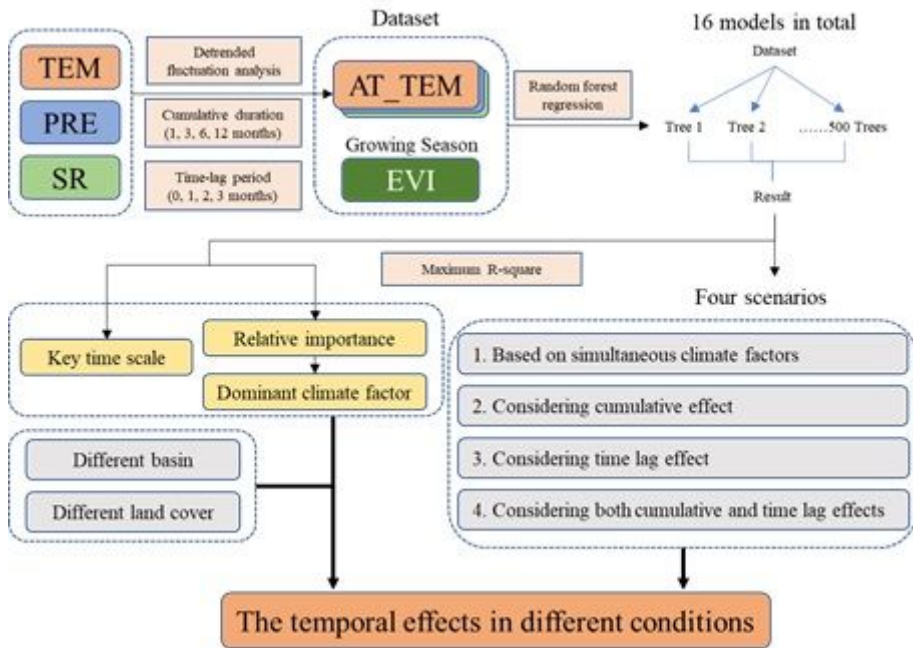 Dataset
16 models in total
TEM
PRE
SR
Detrended
fluctuation analysis
Cumulative duration
(1, 3, 6, 12 months)
Time-lag period
(0, 1, 2, 3 months)
AT_TEM
Growing Season
EVI
Random forest
regression
Dataset
Tree 1
Tree 2
......500 Trees
Result
Maximum R-square
Four scenarios
Key time scale
Relative importance
Dominant climate factor
1. Based on simultaneous climate factors
2. Considering cumulative effect
3. Considering time lag effect
4. Considering both cumulative and time lag effects
Different basin
Different land cover
The temporal effects in different conditions